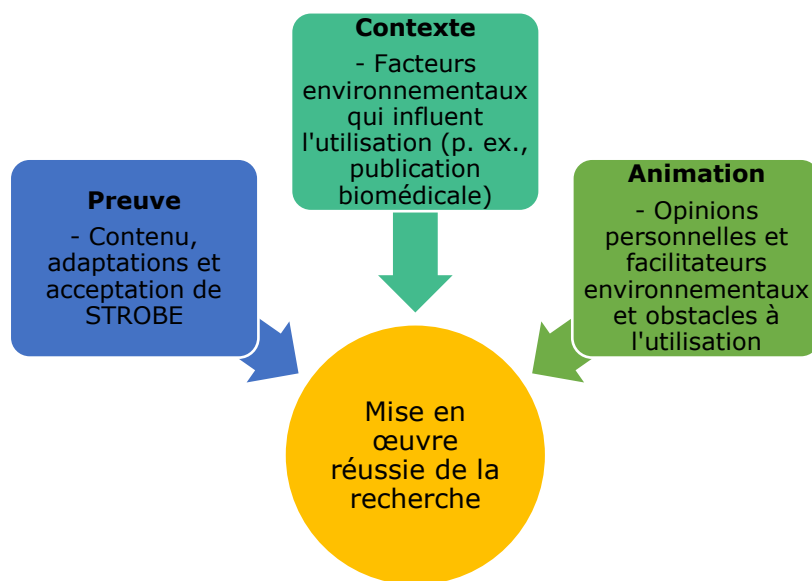 Contexte
- Facteurs
environnementaux
qui influent
l'utilisation (p. ex.,
publication
biomédicale)
Preuve
- Contenu,
adaptations et
acceptation de
STROBE
Animation
- Opinions
personnelles et
facilitateurs
environnementaux
et obstacles à
l'utilisation
Mise en
œuvre
réussie de la
recherche